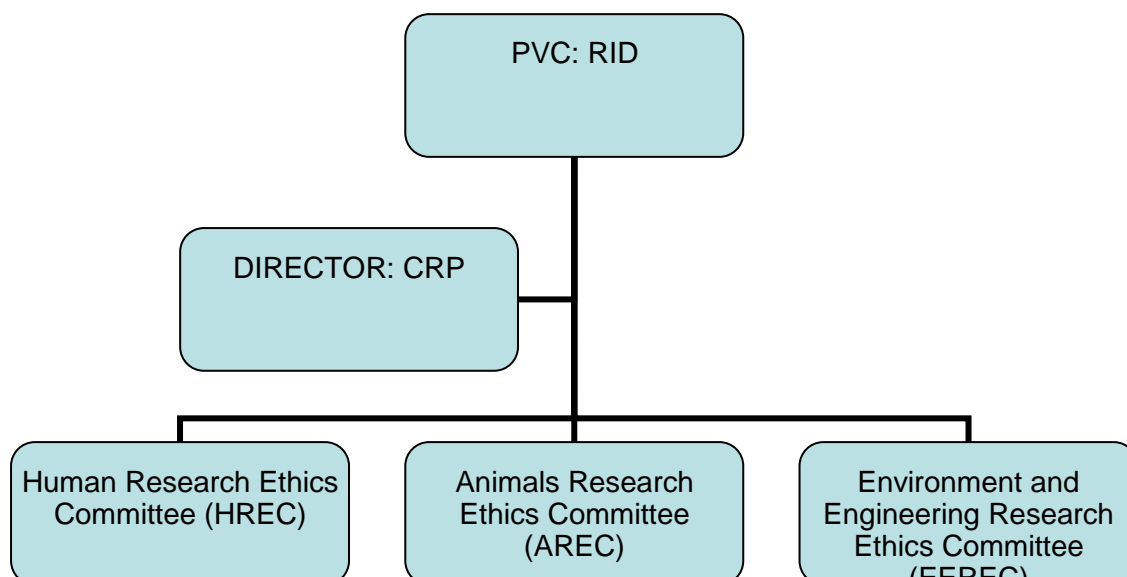 PVC: RID
DIRECTOR: CRP
Human Research Ethics
Committee (HREC)
Animals Research
Ethics Committee
(AREC)
Environment and
Engineering Research
Ethics Committee
(EEREC)